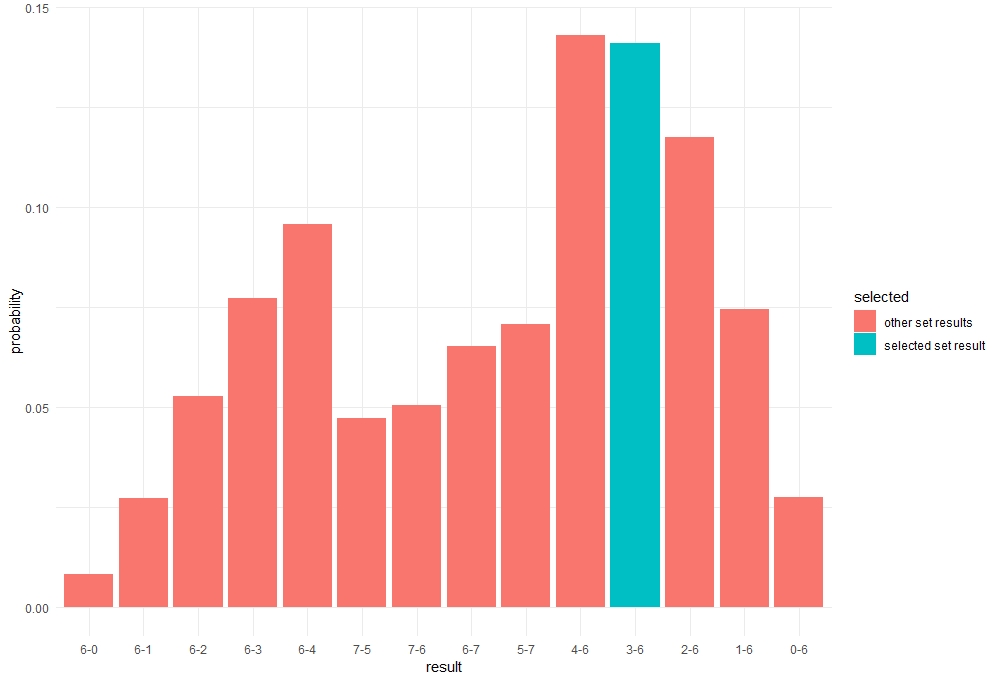 0.15
0.10
0.05
0.00
probability
6-0 6-1 6-2 6-3 6-4 7-5 7-6 6-7 5-7 4-6 3-6 2-6 1-6 0-6
result
selected
other set results
selected set result